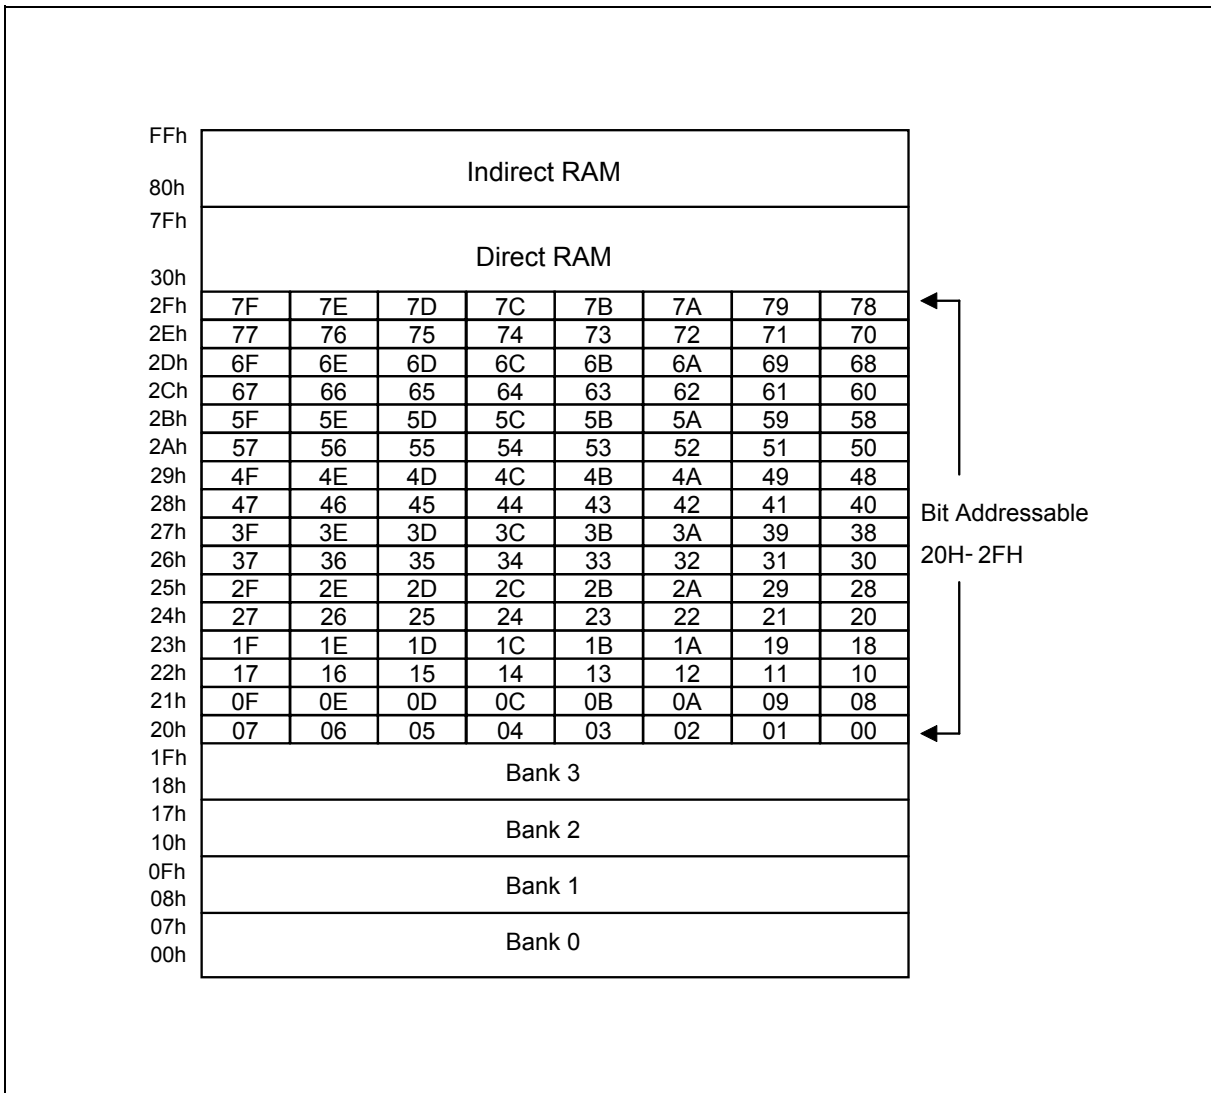 FFh
Indirect RAM
80h
7Fh
Direct RAM
30h
2Fh 7F 7E 7D 7C 7B 7A 79 78
2Eh 77 76 75 74 73 72 71 70
2Dh 6F 6E 6D 6C 6B 6A 69 68
2Ch 67 66 65 64 63 62 61 60
2Bh 5F 5E 5D 5C 5B 5A 59 58
2Ah 57 56 55 54 53 52 51 50
29h 4F 4E 4D 4C 4B 4A 49 48
28h 47 46 45 44 43 42 41 40
Bit Addressable
27h 3F 3E 3D 3C 3B 3A 39 38
26h 37 36 35 34 33 32 31 30
20H- 2FH
25h 2F 2E 2D 2C 2B 2A 29 28
24h 27 26 25 24 23 22 21 20
23h 1F 1E 1D 1C 1B 1A 19 18
22h 17 16 15 14 13 12 11 10
21h 0F 0E 0D 0C 0B 0A 09 08
20h 07 06 05 04 03 02 01 00
1Fh
Bank 3
18h
17h
Bank 2
10h
0Fh
Bank 1
08h
07h
Bank 0
00h